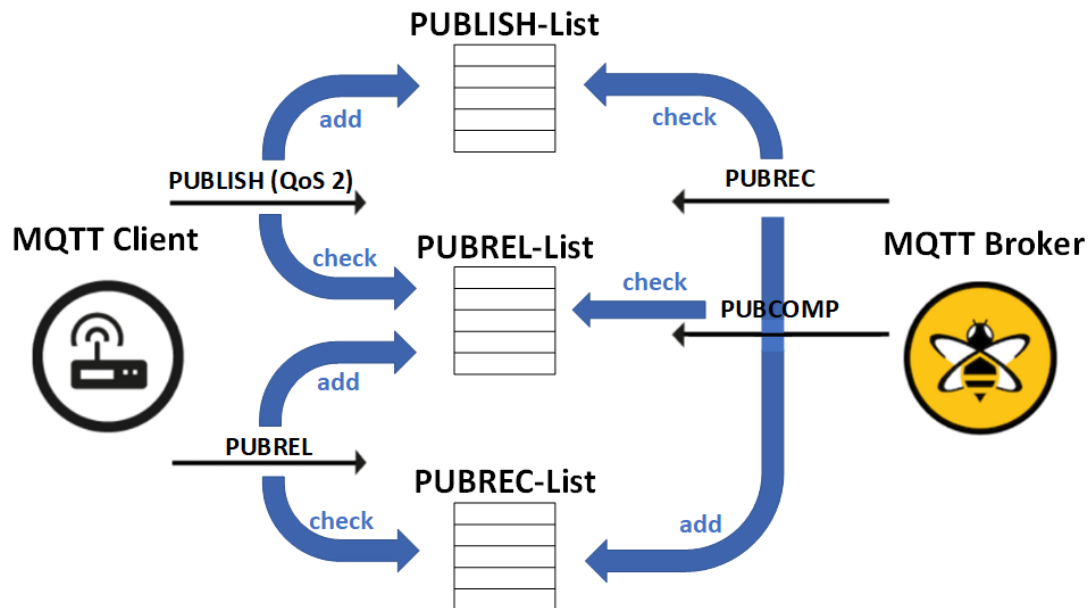 PUBLISH-List
add
check
PUBLISH (QoS 2)
PUBREC
MQTT Client
PUBREL-List
MQTT Broker
check
check
PUBCOMP
add
PUBREL
PUBREC-List
check
add